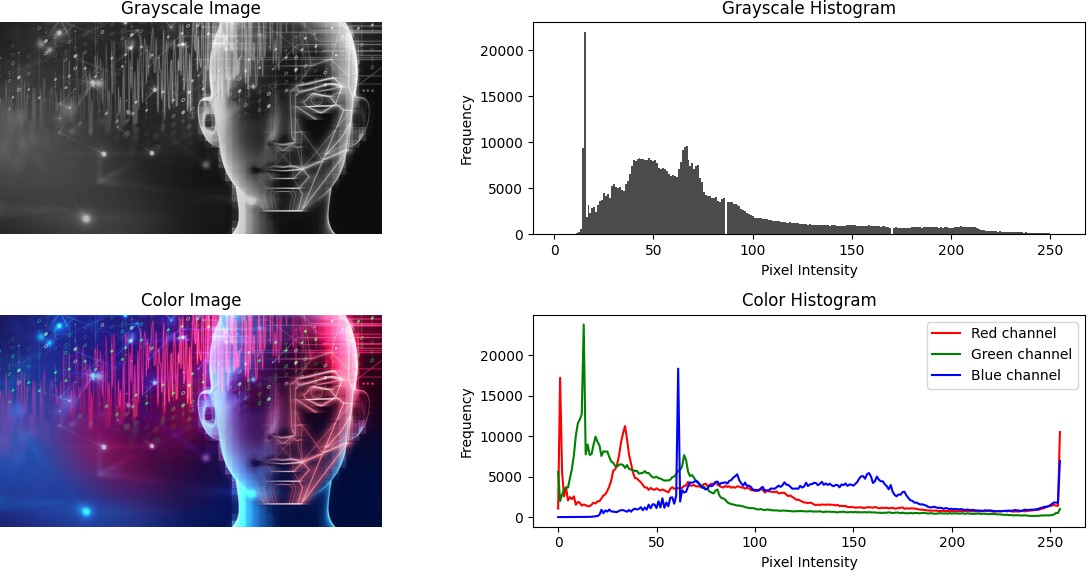 Grayscale Image
Grayscale Histogram
Frequency
20000
15000
10000
5000
0
0 50 100 150 200 250
Pixel Intensity
Color Image
Color Histogram
Red channel
Green channel
Blue channel
Frequency
20000
15000
10000
5000
0
0 50 100 150 200 250
Pixel Intensity